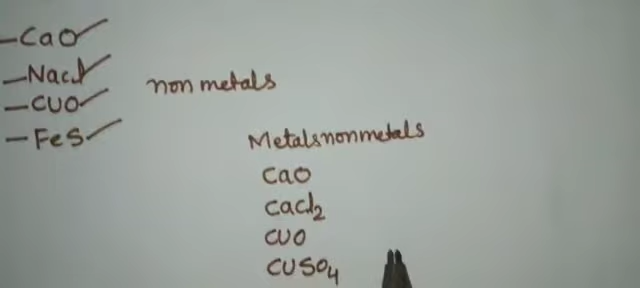 -CaO
-NaCl
-CUO
-FeS
non metals
Metalsnonmetals
CaO
CaCl2
CUO
CUSO4